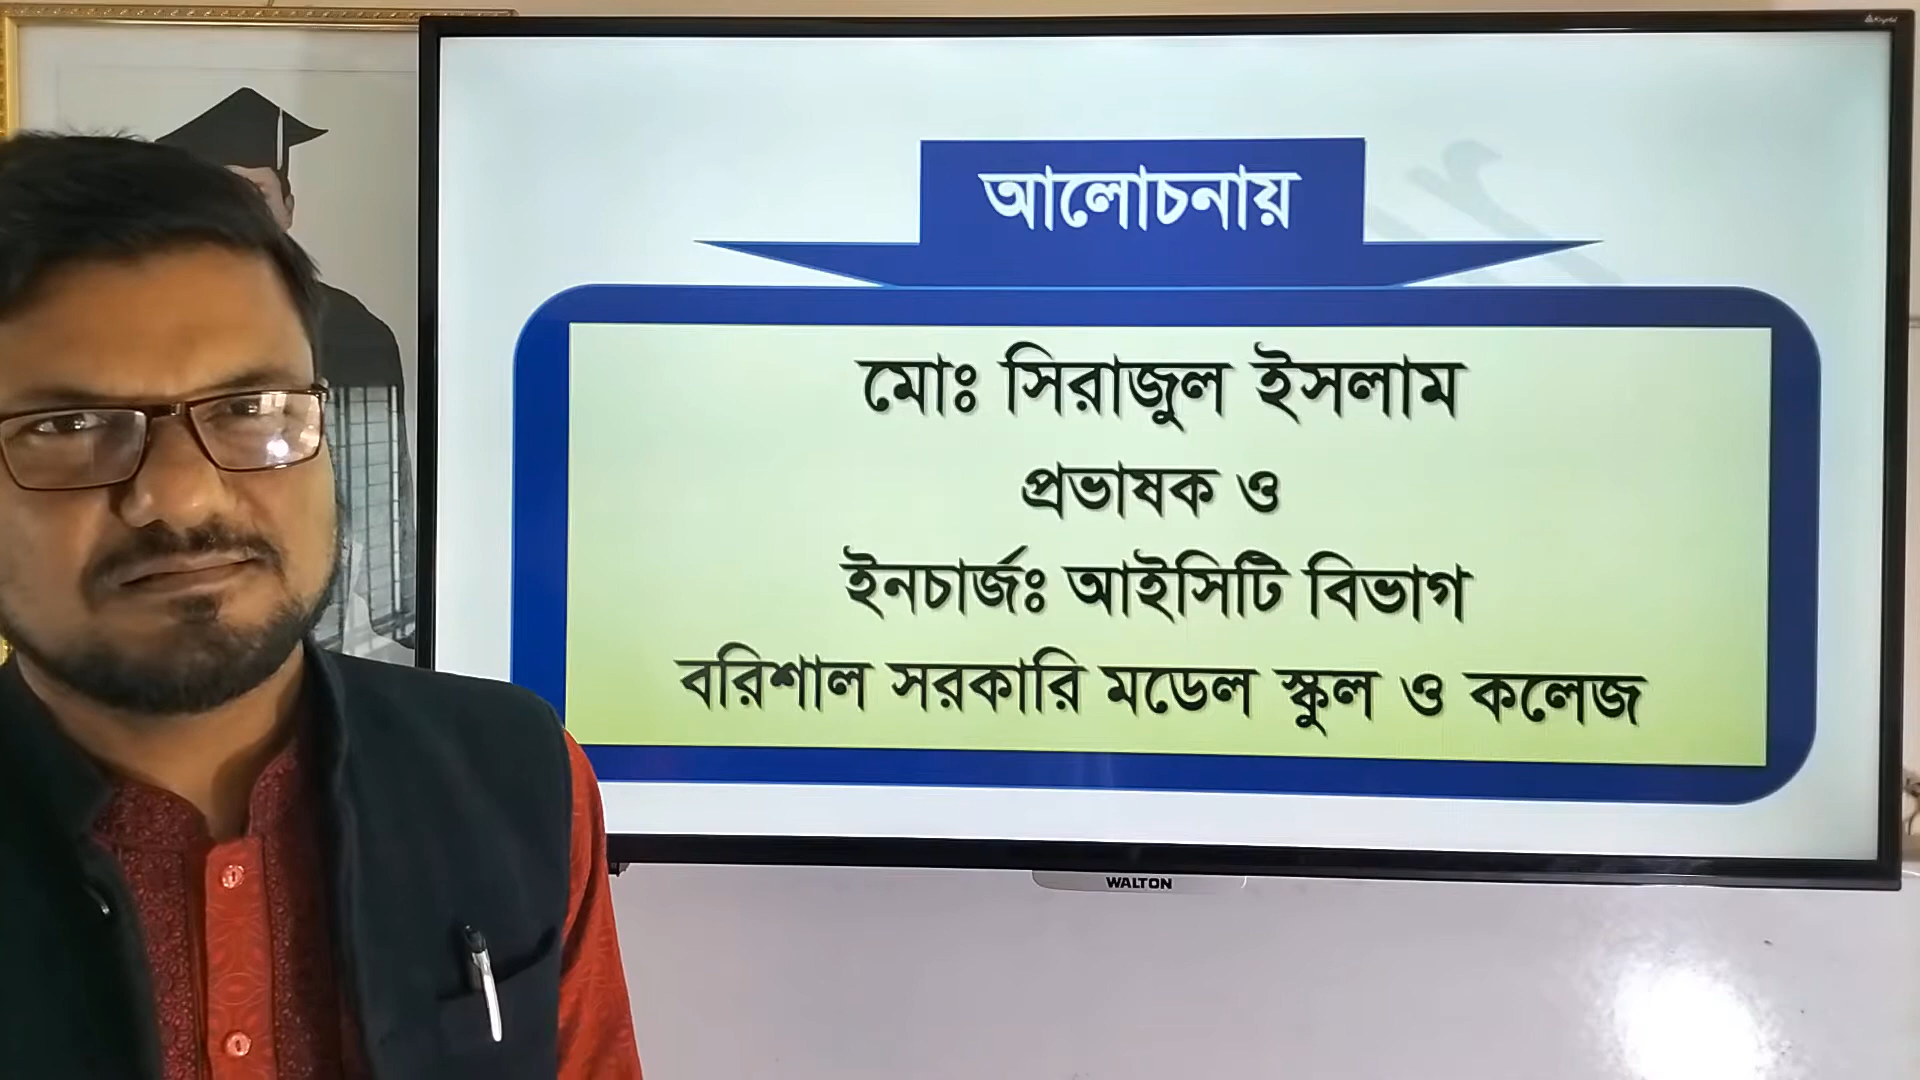 আলোচনায়
মোঃ সিরাজুল ইসলাম
প্রভাষক ও
ইনচার্জঃ আইসিটি বিভাগ
বরিশাল সরকারি মডেল স্কুল ও কলেজ
WALTON